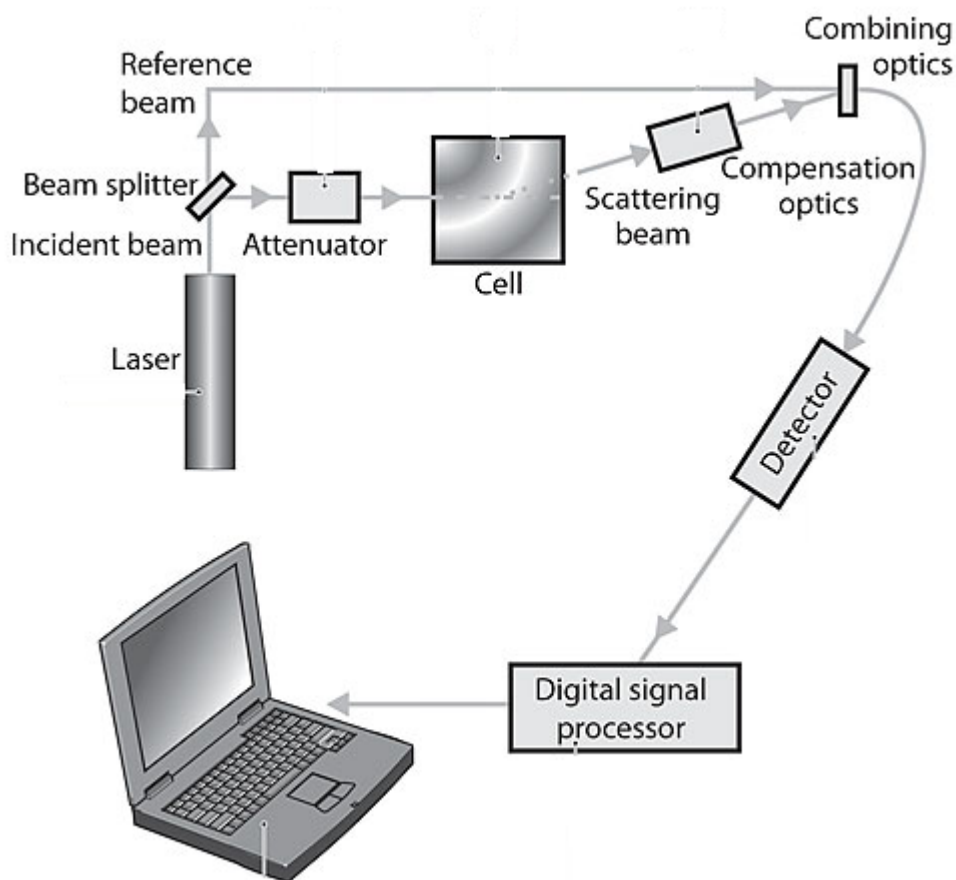 Combining
optics
Reference
beam
Beam splitter
Incident beam
Attenuator
Cell
Scattering
beam
Compensation
optics
Laser
Detector
Digital signal
processor